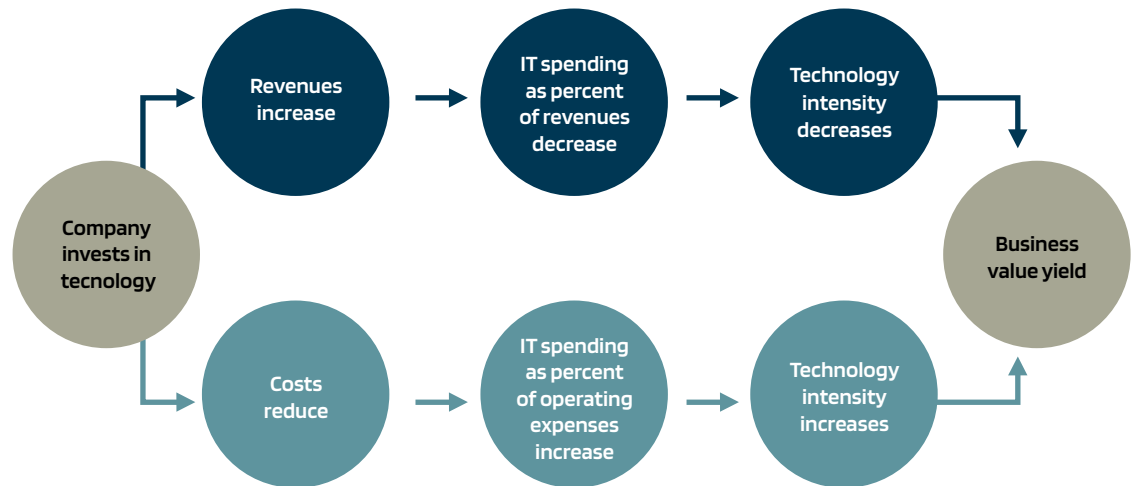 Revenues
increase
IT spending
as percent
of revenues
decrease
Technology
intensity
decreases
Company
invests in
tecnology
Business
value yield
Costs
reduce
IT spending
as percent
of operating
expenses
increase
Technology
intensity
increases